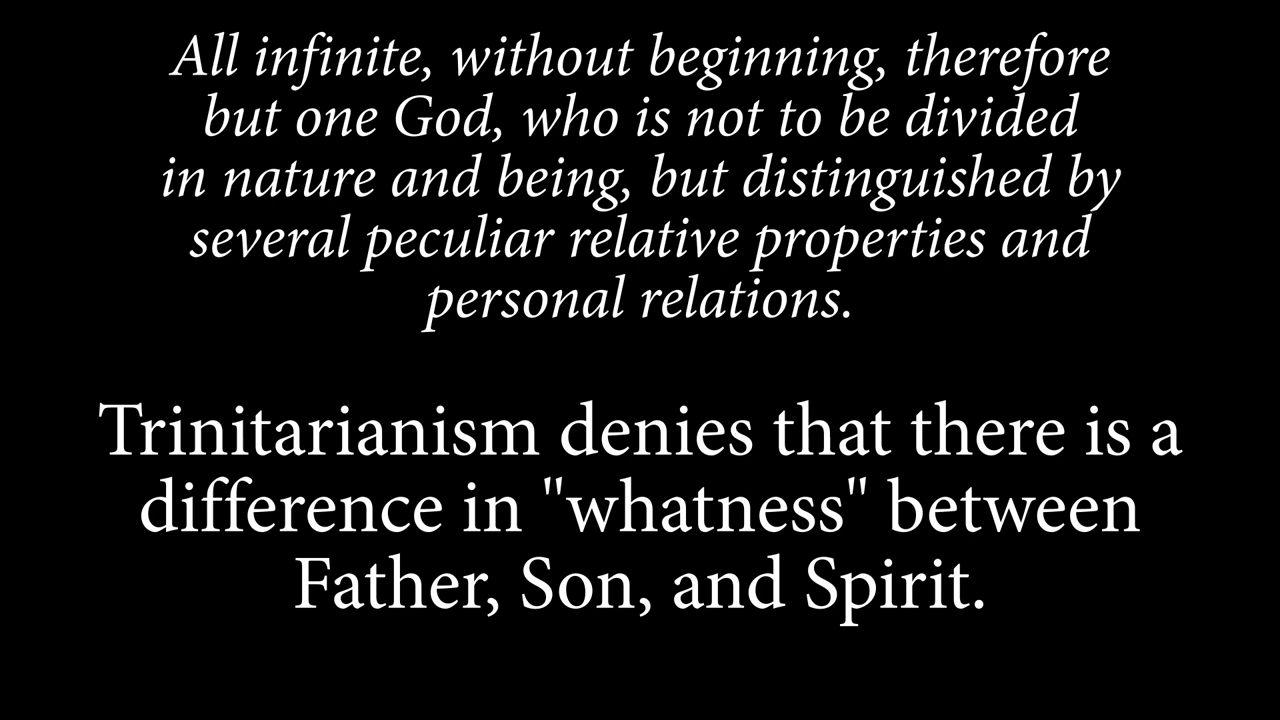 All infinite, without beginning, therefore
but one God, who is not to be divided
in nature and being, but distinguished by
several peculiar relative properties and
personal relations.
Trinitarianism denies that there is a
difference in "whatness" between
Father, Son, and Spirit.